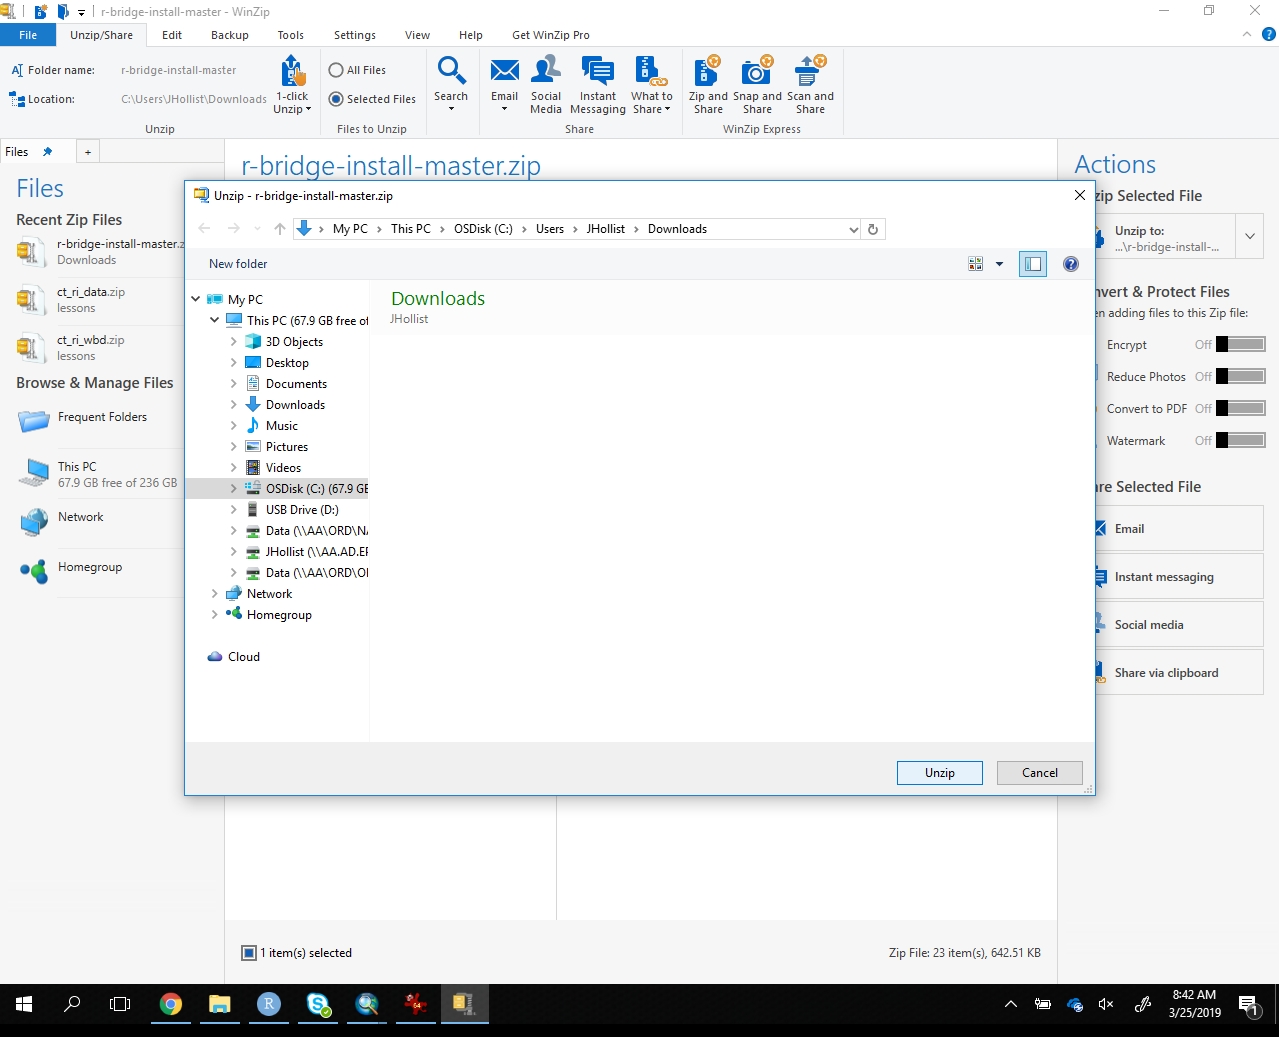 r-bridge-install-master - WinZip
File Unzip/Share Edit Backup Tools Settings View Help Get WinZip Pro
Folder name: r-bridge-install-master
Location: C:\Users\JHollist\Downloads
1-click
Unzip
Unzip
All Files
Selected Files
Files to Unzip
Search
Email
Social
Media
Instant
Messaging
What to
Share
Share
Zip and
Share
Snap and
Share
Scan and
Share
WinZip Express
Files +
Files
Recent Zip Files
r-bridge-install-master.z
Downloads
ct_ri_data.zip
lessons
ct_ri_wbd.zip
lessons
Browse & Manage Files
Frequent Folders
This PC
67.9 GB free of 236 GB
Network
Homegroup
r-bridge-install-master.zip
Unzip - r-bridge-install-master.zip
My PC This PC OSDisk (C:) Users JHollist Downloads
New folder
My PC
This PC (67.9 GB free of
3D Objects
Desktop
Documents
Downloads
Music
Pictures
Videos
OSDisk (C:) (67.9 GB
USB Drive (D:)
Data (\\AA\ORD\NA
JHollist (\\AA.AD.EP
Data (\\AA\ORD\OI
Network
Homegroup
Cloud
Downloads
JHollist
Unzip Cancel
1 item(s) selected
Zip File: 23 item(s), 642.51 KB
Actions
zip Selected File
Unzip to:
...\r-bridge-install-...
nvert & Protect Files
en adding files to this Zip file:
Encrypt Off
Reduce Photos Off
Convert to PDF Off
Watermark Off
are Selected File
Email
Instant messaging
Social media
Share via clipboard
R
S
64
8:42 AM
3/25/2019
1